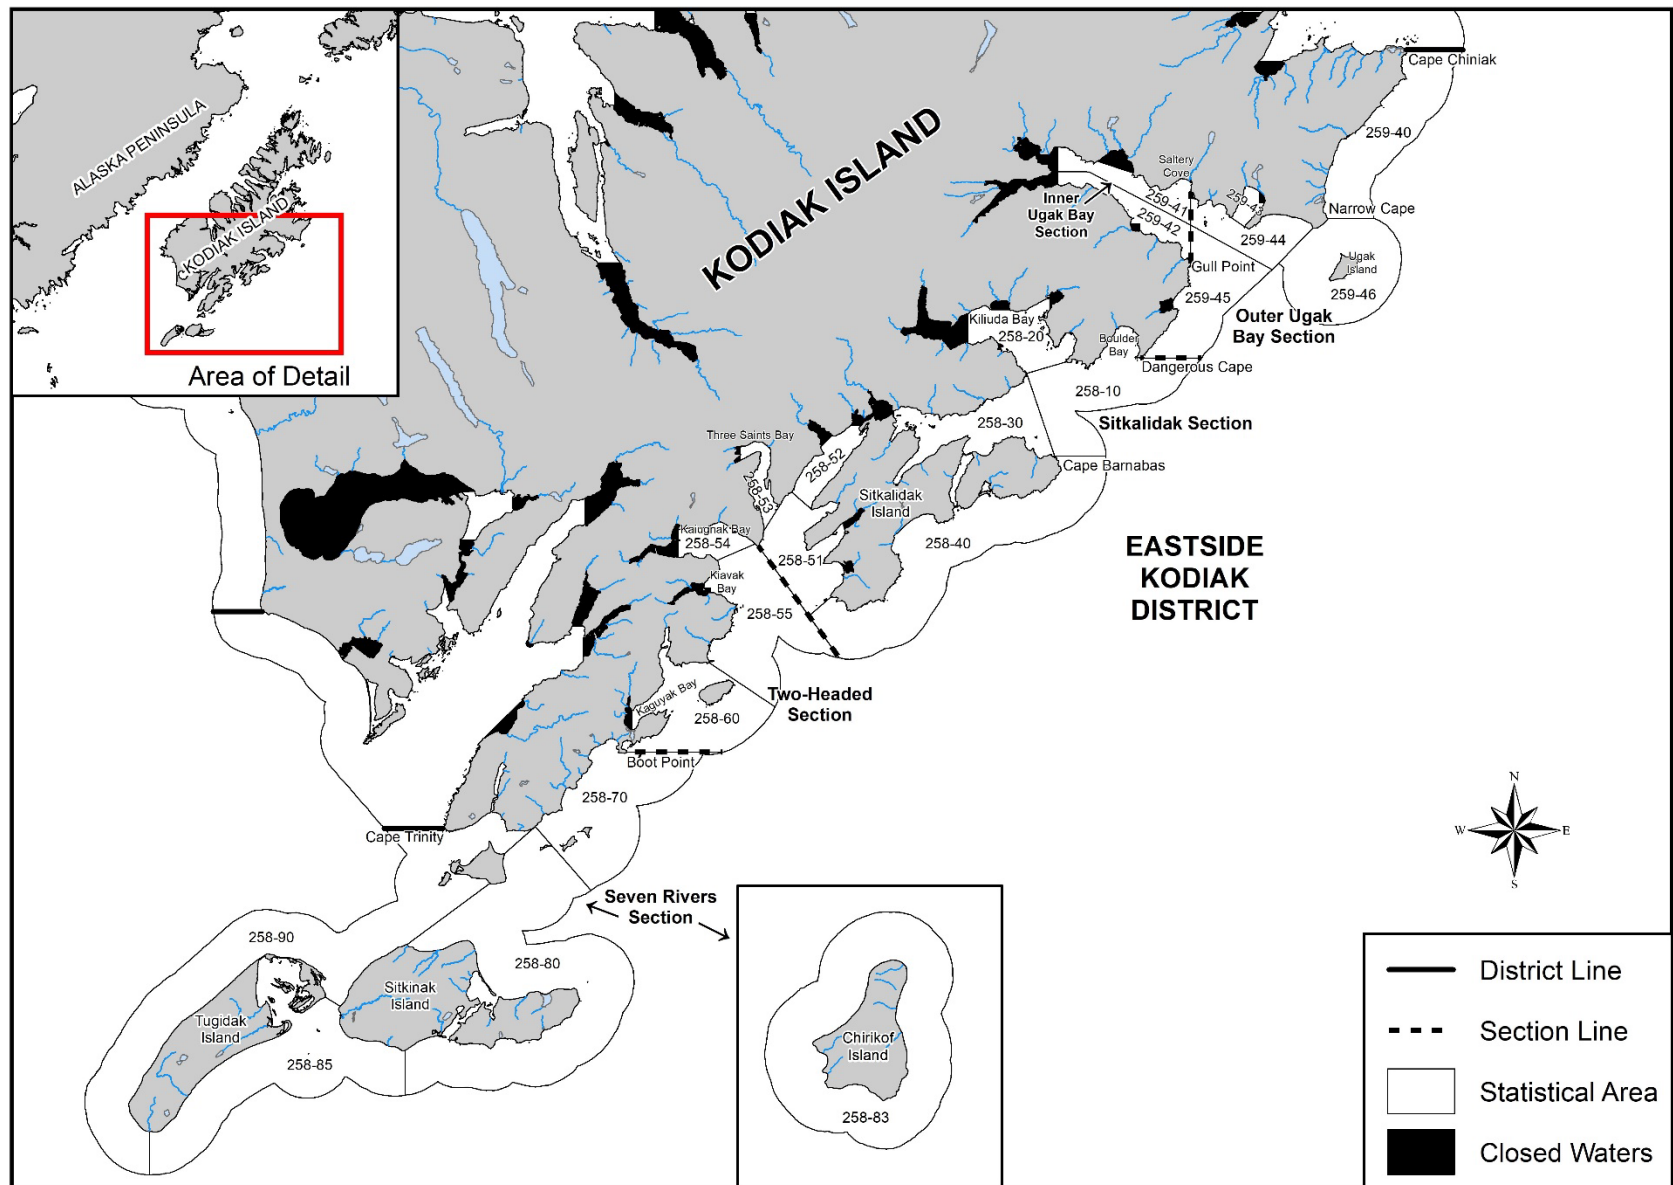 ALASKA PENINSULA
KODIAK ISLAND
Area of Detail
KODIAK ISLAND
Cape Chiniak
259-40
Saltery
Cove
Inner
Ugak Bay
Section
259-41
259-42
259-43
259-44
Narrow Cape
Gull Point
Ugak
Island
259-46
259-45
Outer Ugak
Bay Section
Kiliuda Bay
258-20
Boulder
Bay
Dangerous Cape
258-10
Sitkalidak Section
258-30
Cape Barnabas
Three Saints Bay
258-52
258-53
Sitkalidak
Island
258-40
Kaiugnak Bay
258-54
258-51
Kiavak
Bay
258-55
EASTSIDE
KODIAK
DISTRICT
Two-Headed
Section
Kaguyak Bay
258-60
Boot Point
258-70
Cape Trinity
Seven Rivers
Section
258-90
258-80
Sitkinak
Island
Tugidak
Island
258-85
Chirikof
Island
258-83
N
W
E
S
District Line
Section Line
Statistical Area
Closed Waters